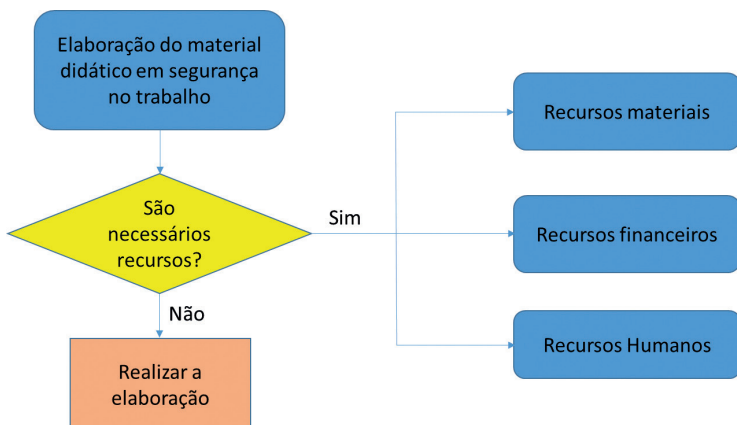 Elaboração do material
didático em segurança
no trabalho
São
necessários
recursos?
Sim
Não
Realizar a
elaboração
Recursos materiais
Recursos financeiros
Recursos Humanos